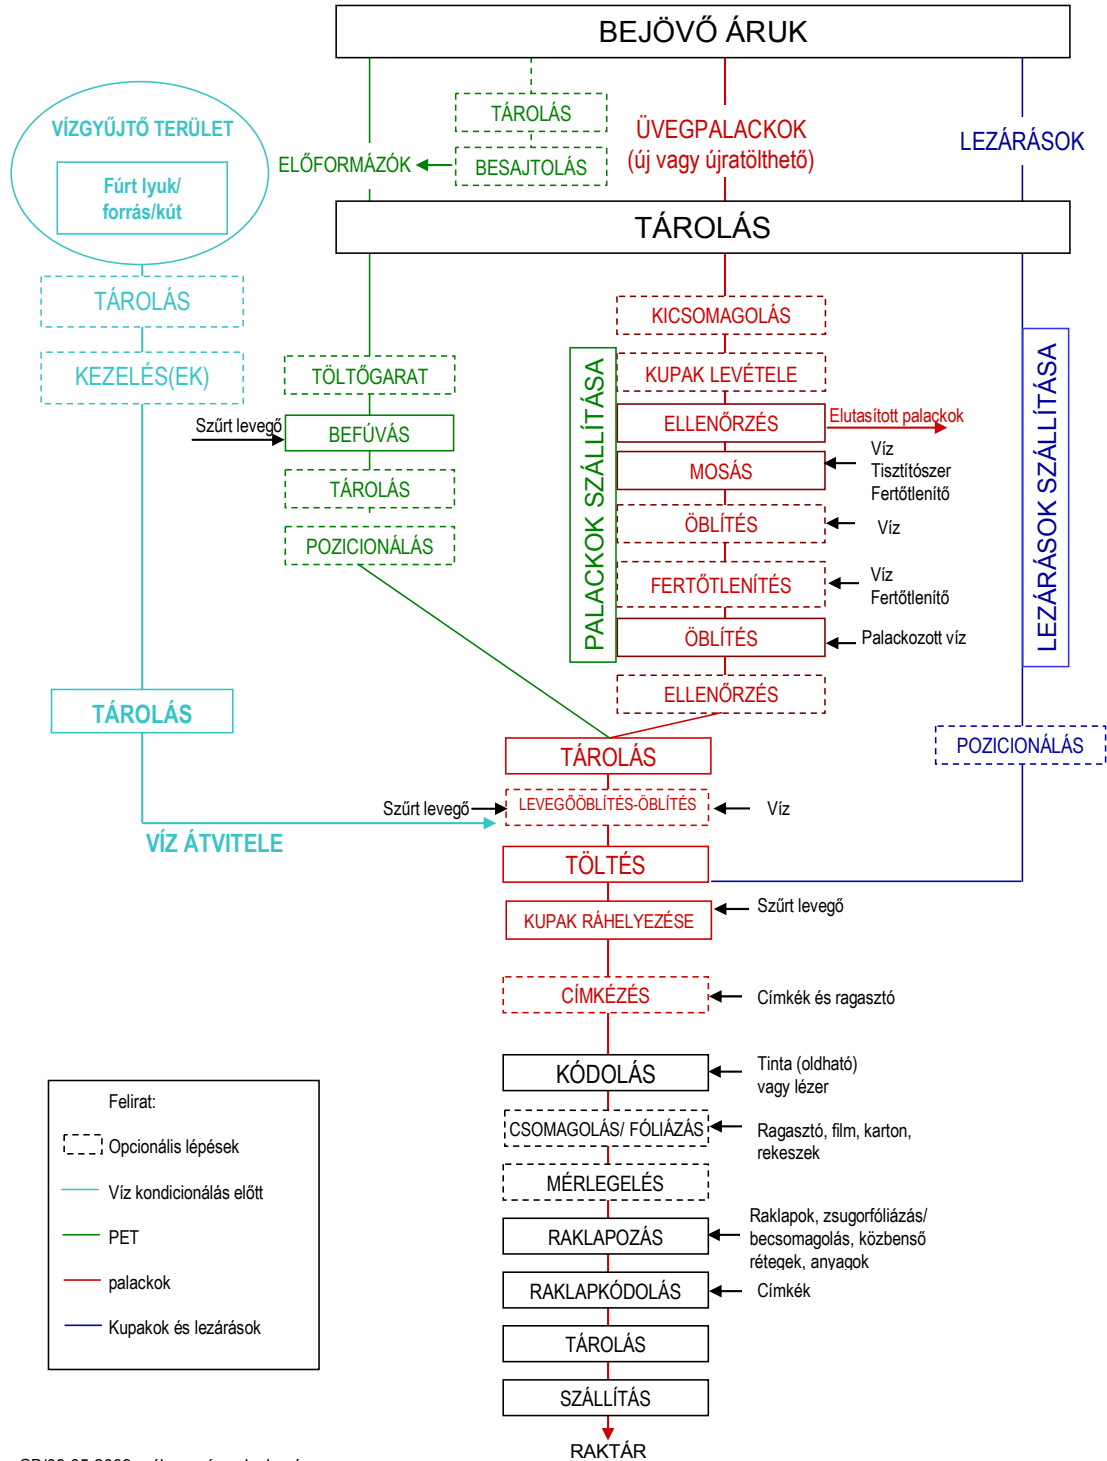 BEJÖVŐ ÁRUK
VÍZGYŰJTŐ TERÜLET
Fúrt lyuk/
forrás/kút
TÁROLÁS
KEZELÉS(EK)
TÁROLÁS
VÍZ ÁTVITELE
TÁROLÁS
BESAJTOLÁS
ELŐFORMÁZÓK
ÜVEGPALACKOK
(új vagy újratölthető)
LEZÁRÁSOK
TÁROLÁS
TÖLTŐGARAT
Szűrt levegő
BEFÚVÁS
TÁROLÁS
POZICIONÁLÁS
PALACKOK SZÁLLÍTÁSA
KICSOMAGOLÁS
KUPAK LEVÉTELE
ELLENŐRZÉS
Elutasított palackok
MOSÁS
Víz
Tisztítószer
Fertőtlenítő
ÖBLÍTÉS
Víz
FERTŐTLENÍTÉS
Víz
Fertőtlenítő
ÖBLÍTÉS
Palackozott víz
ELLENŐRZÉS
LEZÁRÁSOK SZÁLLÍTÁSA
POZICIONÁLÁS
TÁROLÁS
Szűrt levegő
LEVEGŐÖBLÍTÉS-ÖBLÍTÉS
Víz
TÖLTÉS
KUPAK RÁHELYEZÉSE
Szűrt levegő
CÍMKÉZÉS
Címkék és ragasztó
KÓDOLÁS
Tinta (oldható)
vagy lézer
CSOMAGOLÁS/ FÓLIÁZÁS
Ragasztó, film, karton,
rekeszek
MÉRLEGELÉS
RAKLAPOZÁS
Raklapok, zsugorfóliázás/
becsomagolás, közbenső
rétegek, anyagok
RAKLAPKÓDOLÁS
Címkék
TÁROLÁS
SZÁLLÍTÁS
RAKTÁR
Felirat:
Opcionális lépések
Víz kondicionálás előtt
PET
palackok
Kupakok és lezárások